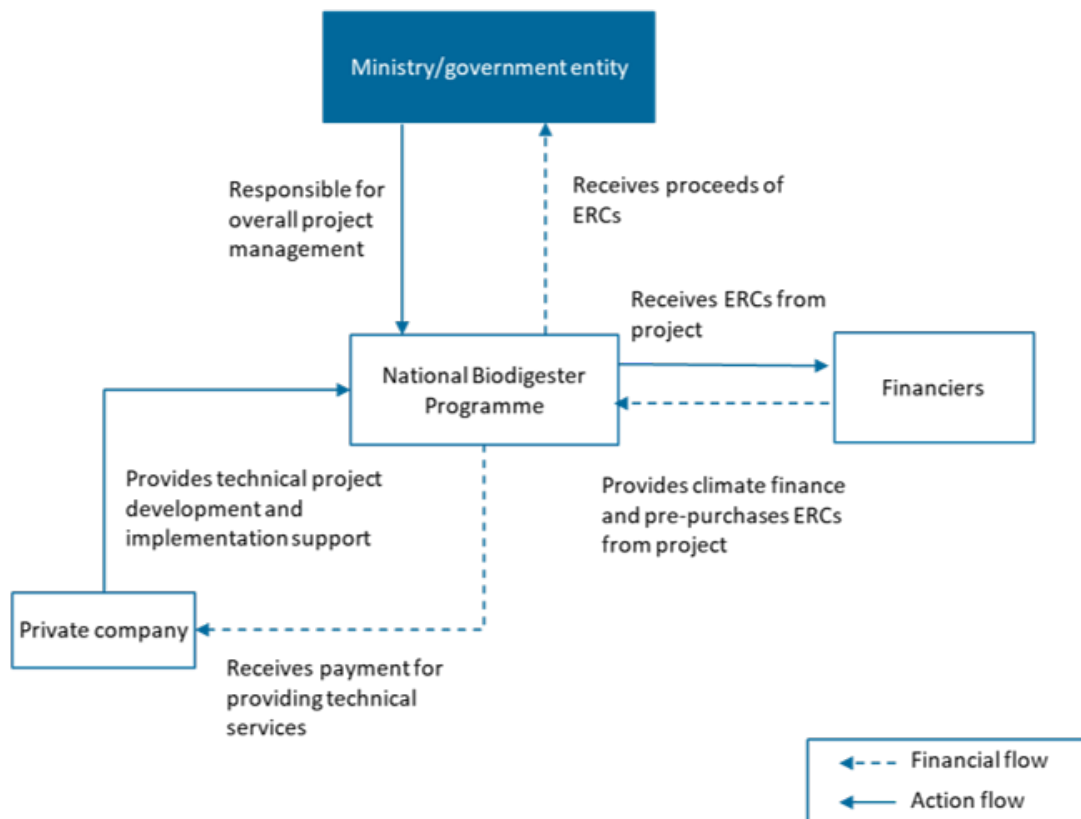 Ministry/government entity
Responsible for
overall project
management
Receives proceeds of
ERCs
Receives ERCs from
project
National Biodigester
Programme
Financiers
Provides technical project
development and
implementation support
Provides climate finance
and pre-purchases ERCs
from project
Private company
Receives payment for
providing technical
services
Financial flow
Action flow